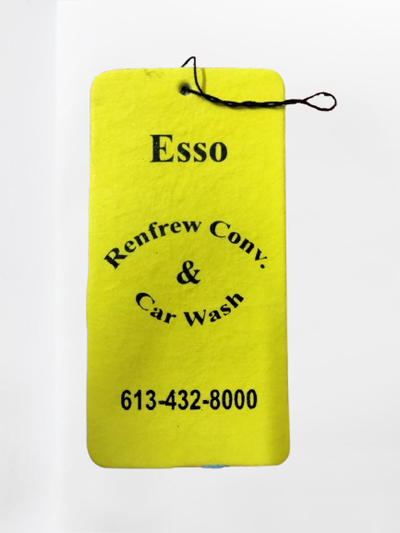 Esso
Renfrew Conv.
&
Car Wash
613-432-8000